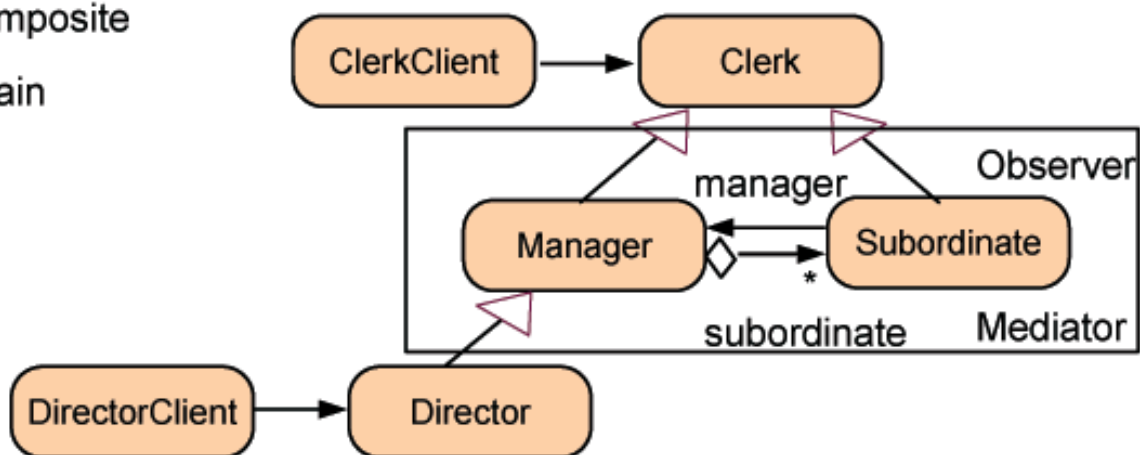 mposite
ClerkClient
Clerk
ain
Observer
manager
Manager
Subordinate
*
subordinate
Mediator
DirectorClient
Director